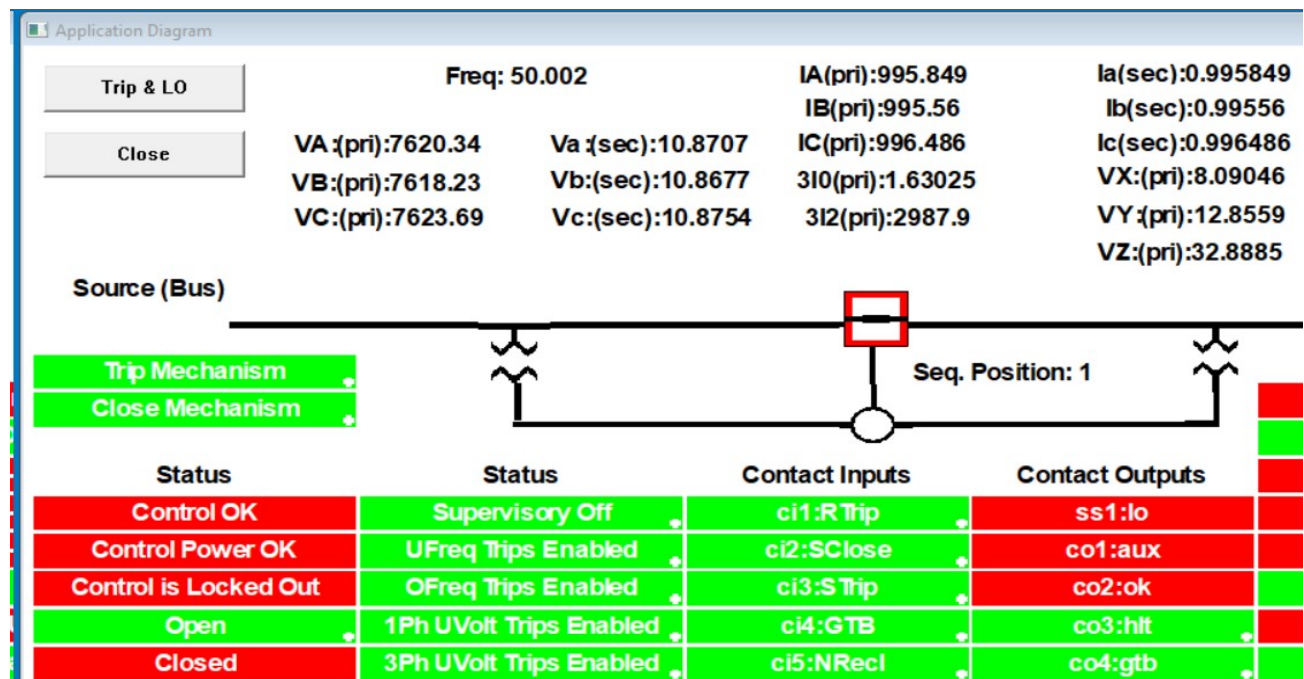 Application Diagram
Trip & LO
Close
Freq: 50.002
VA:(pri):7620.34
VB:(pri):7618.23
VC:(pri):7623.69
Va:(sec):10.8707
Vb:(sec):10.8677
Vc:(sec):10.8754
IA(pri):995.849
IB(pri):995.56
IC(pri):996.486
3I0(pri):1.63025
3I2(pri):2987.9
Ia(sec):0.995849
Ib(sec):0.99556
Ic(sec):0.996486
VX:(pri):8.09046
VY:(pri):12.8559
VZ:(pri):32.8885
Source (Bus)
Seq. Position: 1
Trip Mechanism
Close Mechanism
Status
Control OK
Control Power OK
Control is Locked Out
Open
Closed
Status
Supervisory Off
UFreq Trips Enabled
OFreq Trips Enabled
1Ph UVolt Trips Enabled
3Ph UVolt Trips Enabled
Contact Inputs
ci1:RTrip
ci2:SClose
ci3:STrip
ci4:GTB
ci5:NRecl
Contact Outputs
ss1:lo
co1:aux
co2:ok
co3:hlt
co4:gtb